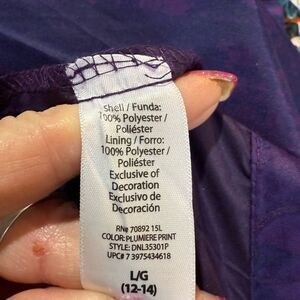 Shell / Funda:
100% Polyester /
Poliéster
Lining / Forro:
100% Polyester /
Poliéster
Exclusive of
Decoration
Exclusivo de
Decoración
RN# 70892 15L
COLOR: PLUMIERE PRINT
STYLE: DNL35301P
UPC# 7 3975434618
L/G
(12-14)